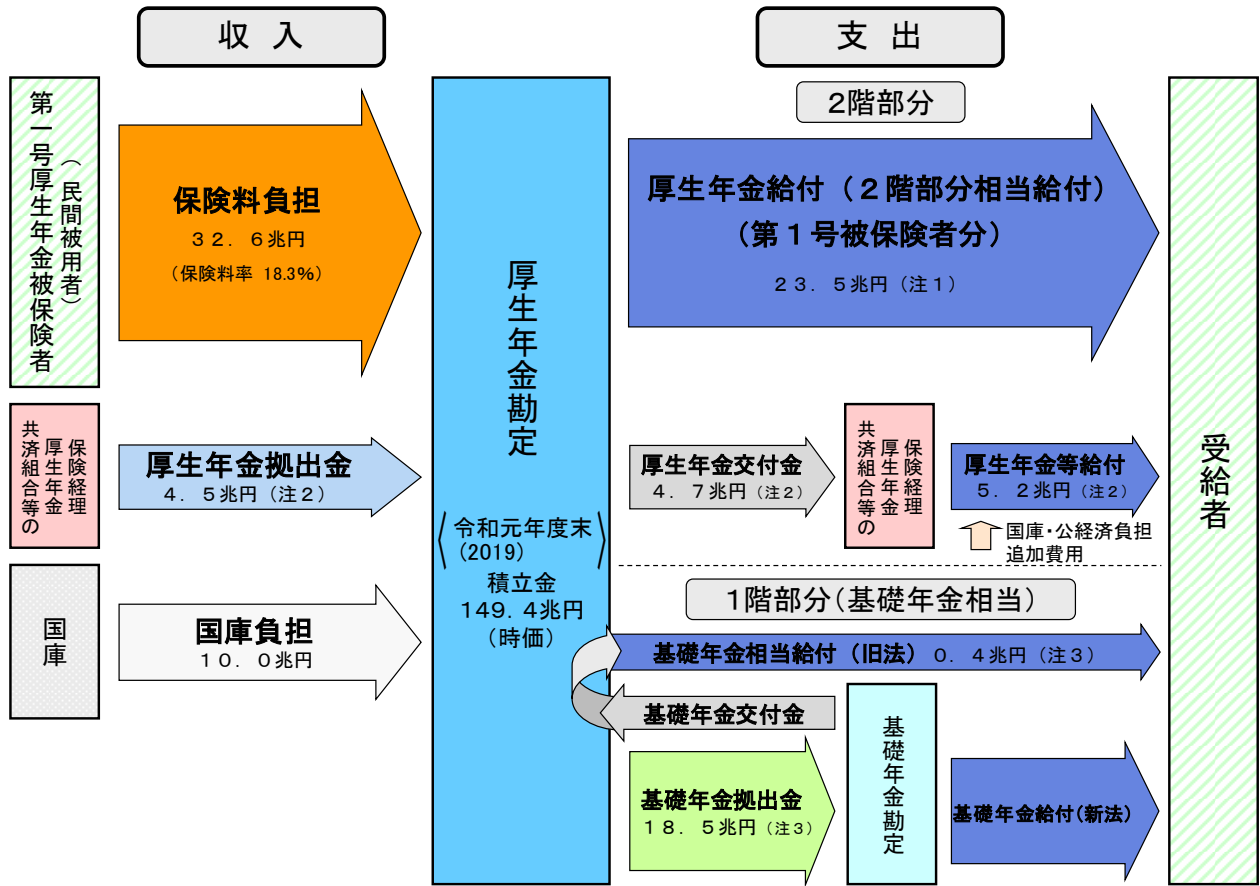 収 入
支 出
第一号厚生年金被保険者
（民間被用者）
保険料負担
３２．６兆円
（保険料率 18.3%）
共済組合等の
厚生年金
保険経理
厚生年金拠出金
４．５兆円（注２）
国庫
国庫負担
１０．０兆円
厚生年金勘定
令和元年度末
(2019)
積立金
149.4兆円
(時価)
２階部分
厚生年金給付（２階部分相当給付）
（第１号被保険者分）
２３．５兆円（注１）
厚生年金交付金
４．７兆円（注２）
共済組合等の
厚生年金
保険経理
厚生年金等給付
５．２兆円（注２）
国庫・公経済負担
追加費用
1階部分(基礎年金相当)
基礎年金相当給付（旧法）０．４兆円（注３）
基礎年金交付金
基礎年金拠出金
１８．５兆円（注３）
基礎年金勘定
基礎年金給付(新法)
受給者